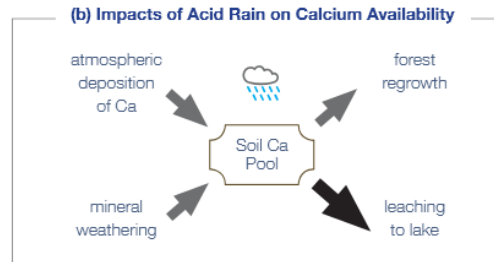 (b) Impacts of Acid Rain on Calcium Availability
atmospheric
deposition
of Ca
forest
regrowth
Soil Ca
Pool
mineral
weathering
leaching
to lake